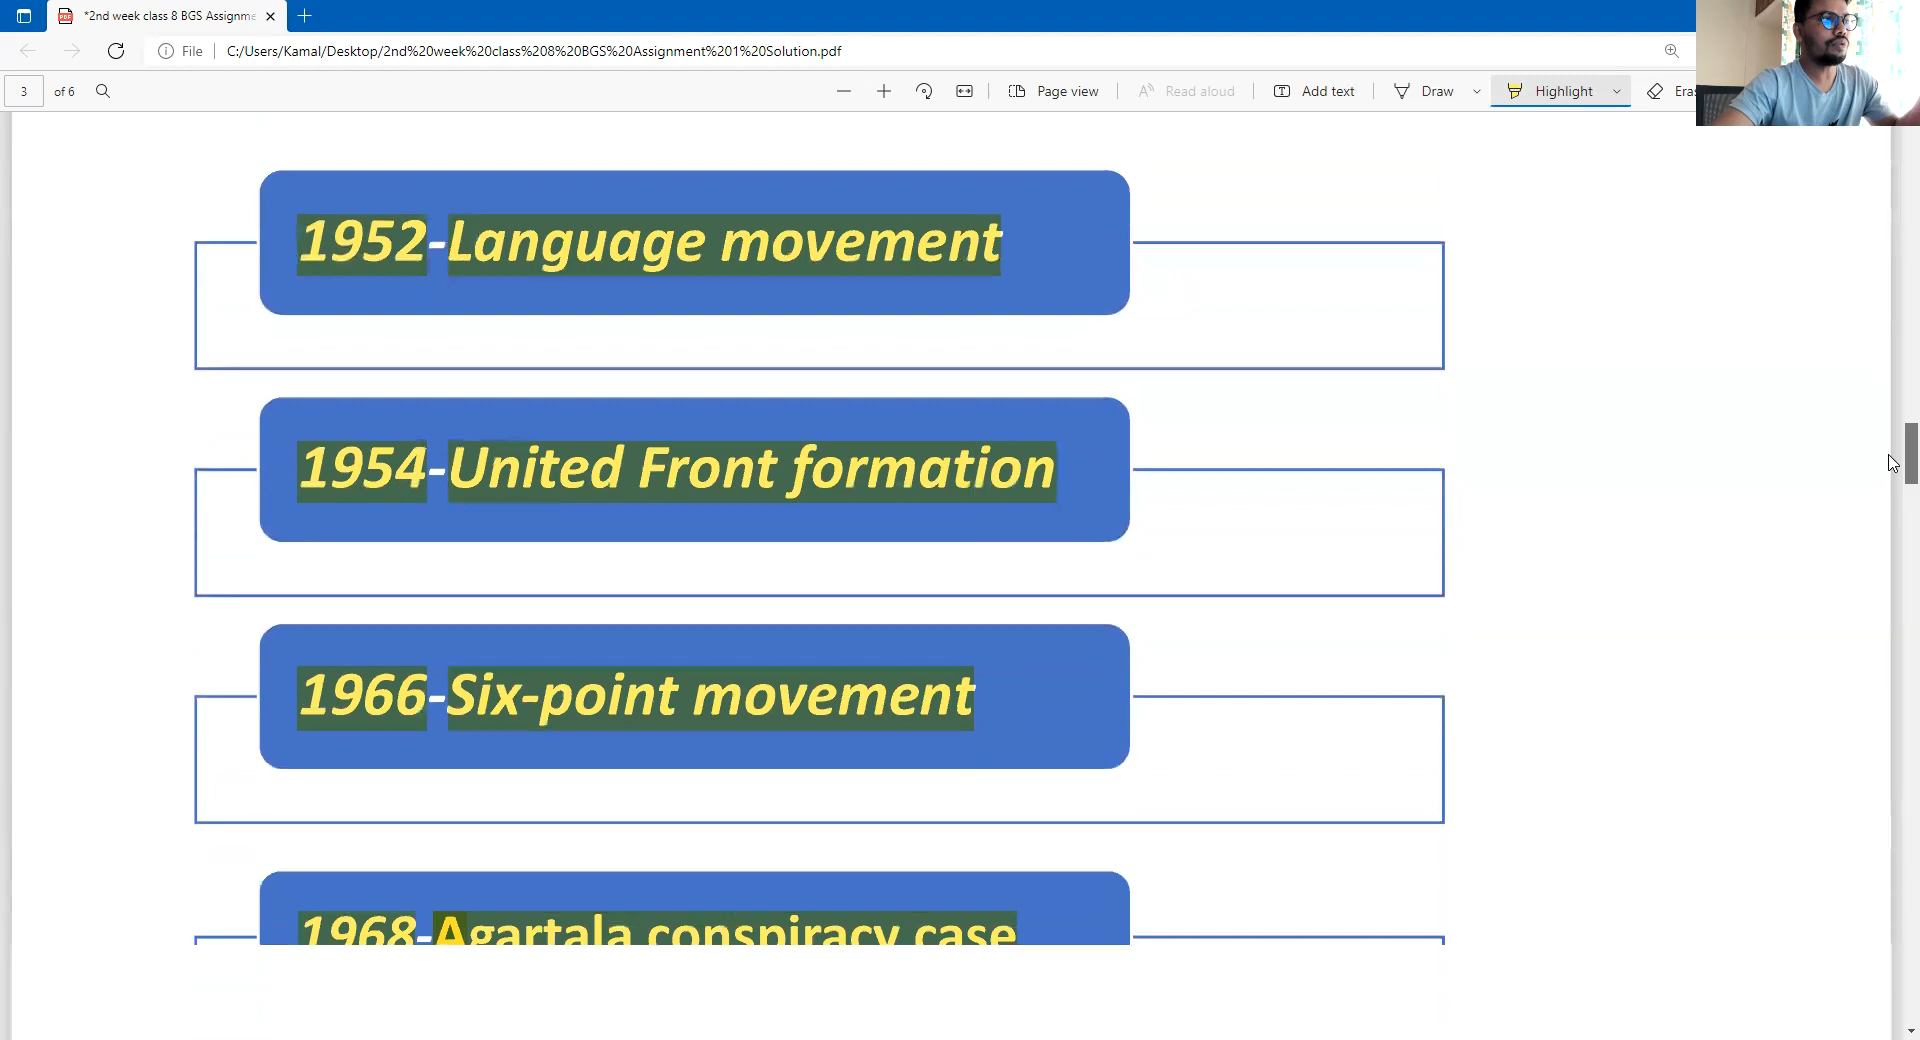 *2nd week class 8 BGS Assignme
File
C:/Users/Kamal/Desktop/2nd%20week%20class%208%20BGS%20Assignment%201%20Solution.pdf
3 of 6
Page view
Read aloud
Add text
Draw
Highlight
Era
1952-Language movement
1954-United Front formation
1966-Six-point movement
1968-Agartala conspiracy case